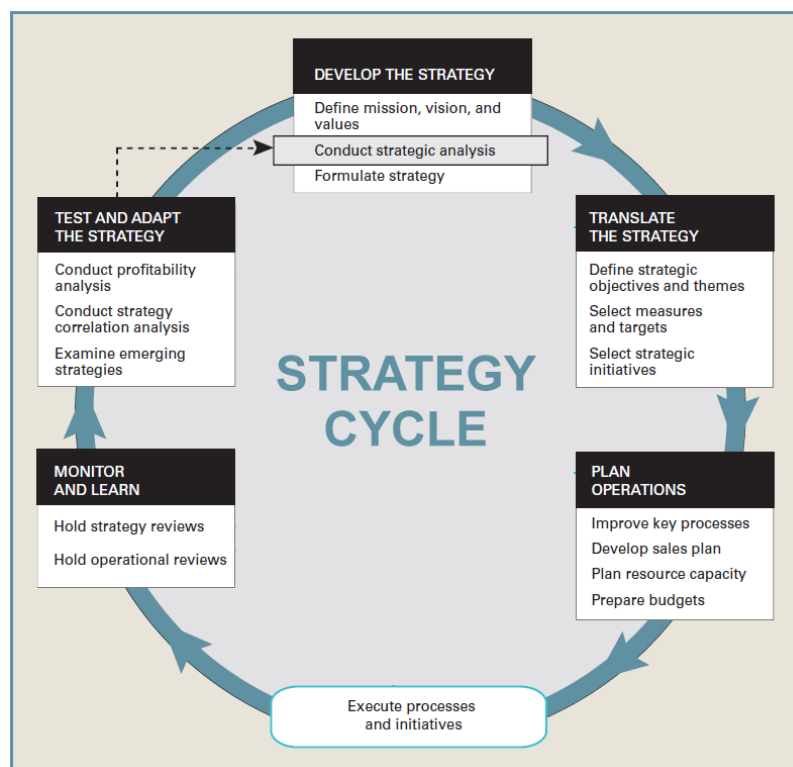 DEVELOP THE STRATEGY
Define mission, vision, and
values
Conduct strategic analysis
Formulate strategy
TRANSLATE
THE STRATEGY
Define strategic
objectives and themes
Select measures
and targets
Select strategic
initiatives
PLAN
OPERATIONS
Improve key processes
Develop sales plan
Plan resource capacity
Prepare budgets
Execute processes
and initiatives
MONITOR
AND LEARN
Hold strategy reviews
Hold operational reviews
TEST AND ADAPT
THE STRATEGY
Conduct profitability
analysis
Conduct strategy
correlation analysis
Examine emerging
strategies
STRATEGY
CYCLE